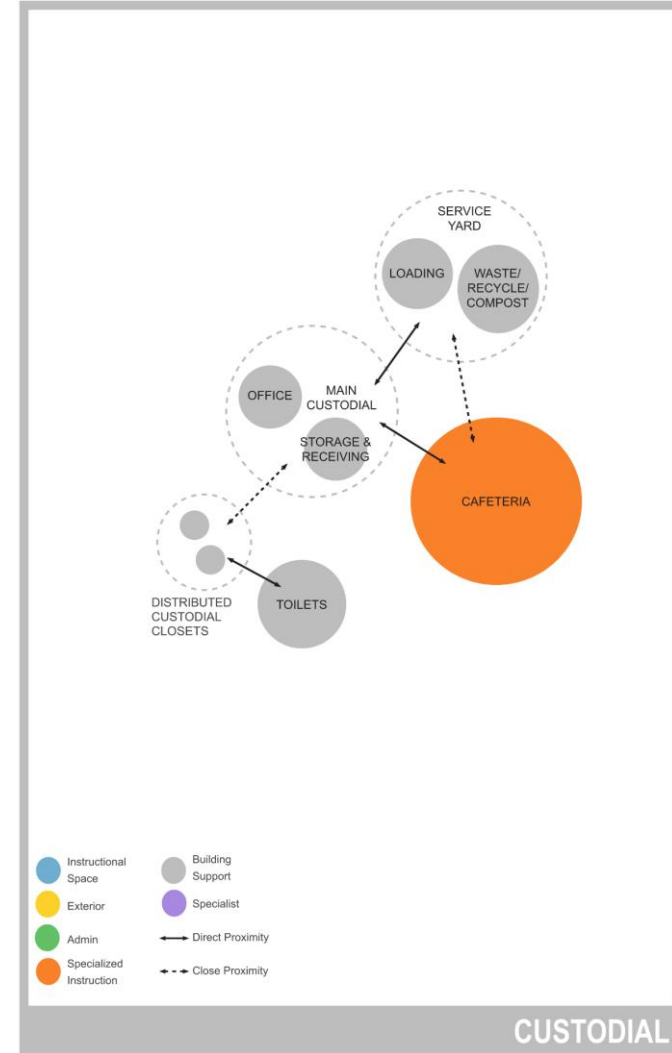 SERVICE
YARD
LOADING
WASTE/
RECYCLE/
COMPOST
OFFICE
MAIN
CUSTODIAL
STORAGE &
RECEIVING
CAFETERIA
DISTRIBUTED
CUSTODIAL
CLOSETS
TOILETS
Instructional
Space
Exterior
Admin
Specialized
Instruction
Building
Support
Specialist
Direct Proximity
Close Proximity
CUSTODIAL